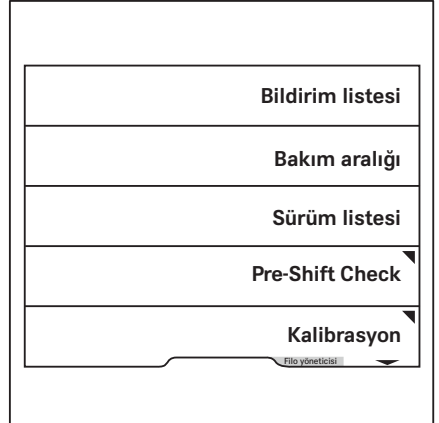 Bildirim listesi
Bakım aralığı
Sürüm listesi
Pre-Shift Check
Kalibrasyon
Filo yöneticisi